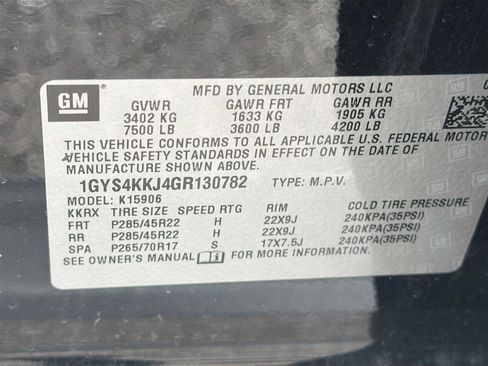 MFD BY GENERAL MOTORS LLC
GM
GVWR GAWR FRT GAWR RR
3402 KG 1633 KG 1905 KG
7500 LB 3600 LB 4200 LB
THIS VEHICLE CONFORMS TO ALL APPLICABLE U.S. FEDERAL MOTOR
VEHICLE SAFETY STANDARDS IN EFFECT ON THE DATE OF
MANUFACTURE SHOWN ABOVE.
1GYS4KKJ4GR130782 TYPE: M.P.V.
MODEL: K15906
KKRX TIRE SIZE SPEED RTG RIM COLD TIRE PRESSURE
FRT P285/45R22 H 22X9J 240KPA(35PSI)
RR P285/45R22 H 22X9J 240KPA(35PSI)
SPA P265/70R17 S 17X7.5J 240KPA(35PSI)
SEE OWNER'S MANUAL FOR MORE INFORMATION.